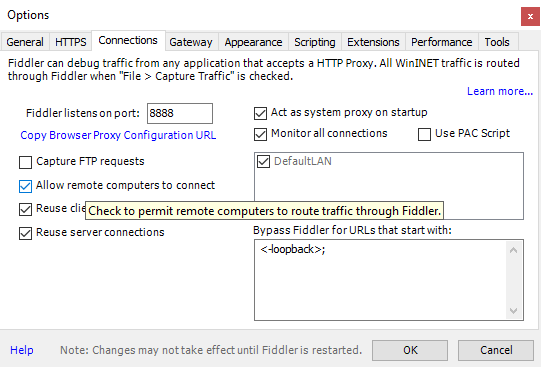 Options
x
General HTTPS Connections Gateway Appearance Scripting Extensions Performance Tools
Fiddler can debug traffic from any application that accepts a HTTP Proxy. All WinINET traffic is routed
through Fiddler when "File > Capture Traffic" is checked.
Learn more...
Fiddler listens on port: 8888
Act as system proxy on startup
Copy Browser Proxy Configuration URL
Monitor all connections
Use PAC Script
Capture FTP requests
DefaultLAN
Allow remote computers to connect
Reuse clie
Check to permit remote computers to route traffic through Fiddler.
Reuse server connections
Bypass Fiddler for URLs that start with:
<-loopback>;
Help
Note: Changes may not take effect until Fiddler is restarted.
OK
Cancel